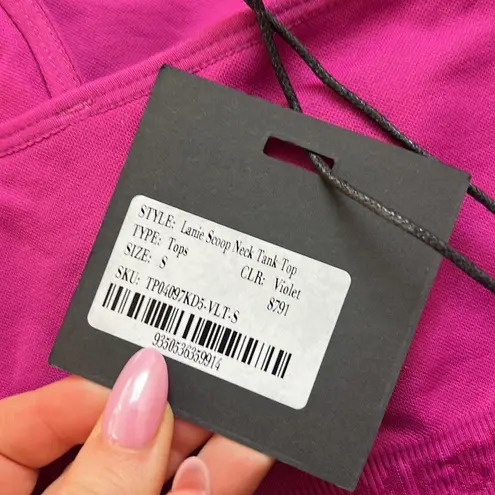 STYLE: Lanie Scoop Neck Tank Top
TYPE: Tops CLR: Violet
SIZE: S 8791
SKU: TP04097KD5-VLT-S
9350536359914